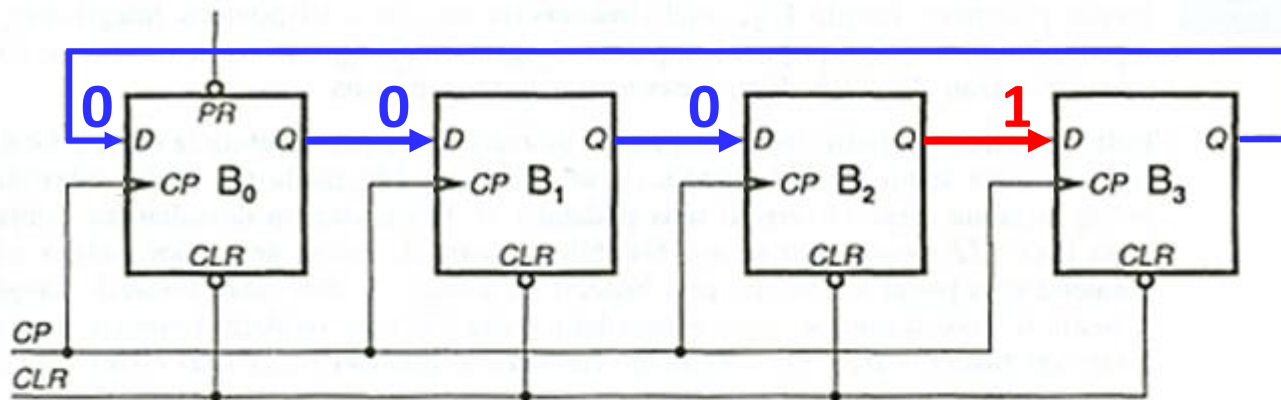 0 0 0 1
PR
D Q D Q D Q D Q
CP B0 CP B1 CP B2 CP B3
CLR CLR CLR CLR
CP
CLR